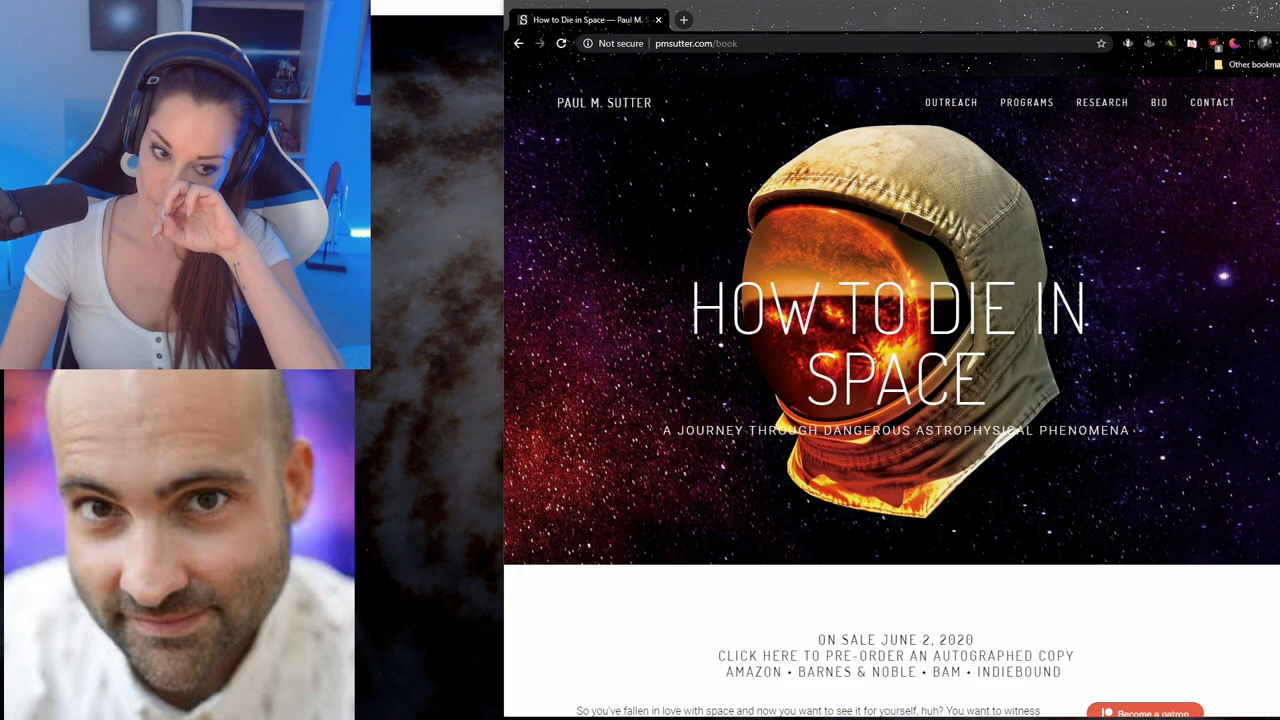 How to Die in Space — Paul M. S
Not secure
pmsutter.com/book
Other bookma
PAUL M. SUTTER
OUTREACH PROGRAMS RESEARCH BIO CONTACT
HOW TO DIE IN
SPACE
A JOURNEY THROUGH DANGEROUS ASTROPHYSICAL PHENOMENA
ON SALE JUNE 2, 2020
CLICK HERE TO PRE-ORDER AN AUTOGRAPHED COPY
AMAZON • BARNES & NOBLE • BAM • INDIEBOUND
So you've fallen in love with space and now you want to see it for yourself, huh? You want to witness
Become a patron